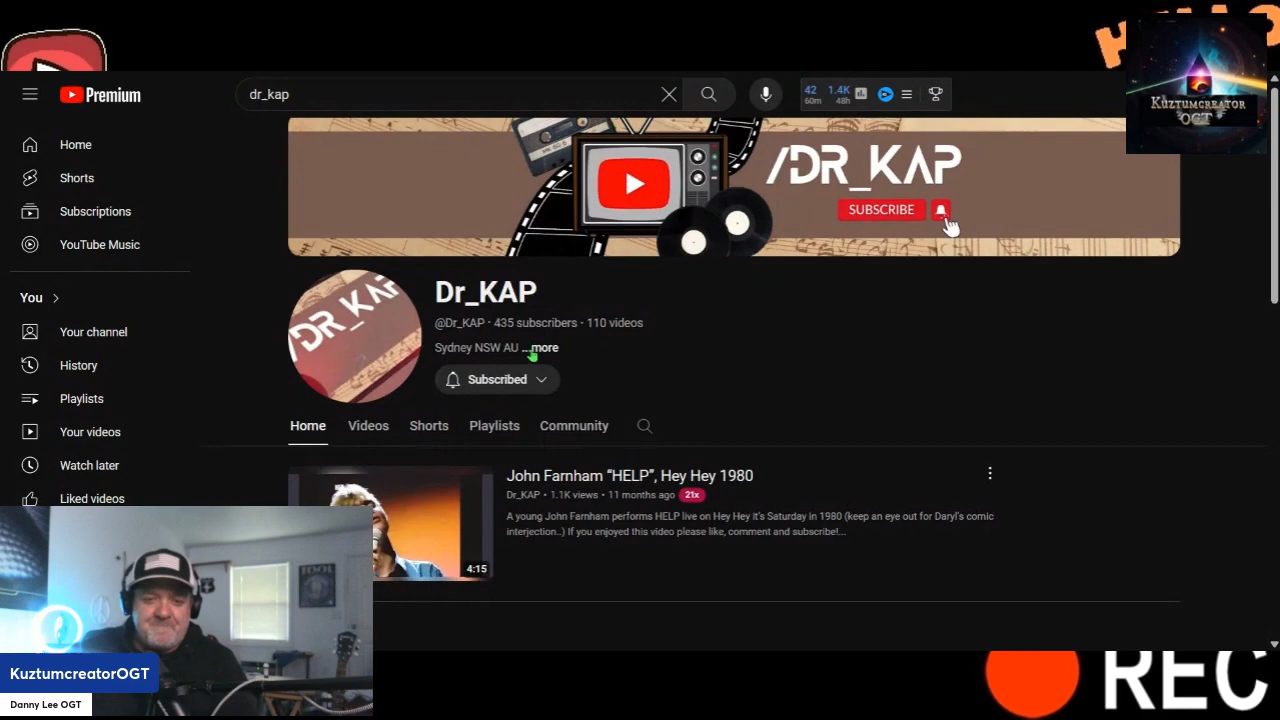 HELLO
Premium
dr_kap
42
60m
1.4K
48h
KUZTUMCREATOR
OGT
Home
Shorts
Subscriptions
YouTube Music
You
Your channel
History
Playlists
Your videos
Watch later
Liked videos
/DR_KAP
SUBSCRIBE
/DR_KAP
Dr_KAP
@Dr_KAP • 435 subscribers • 110 videos
Sydney NSW AU ...more
Subscribed
Home Videos Shorts Playlists Community
John Farnham “HELP”, Hey Hey 1980
Dr_KAP • 1.1K views • 11 months ago 21x
A young John Farnham performs HELP live on Hey Hey it's Saturday in 1980 (keep an eye out for Daryl's comic
interjection..) If you enjoyed this video please like, comment and subscribe!...
4:15
TOOL
KuztumcreatorOGT
Danny Lee OGT
REC